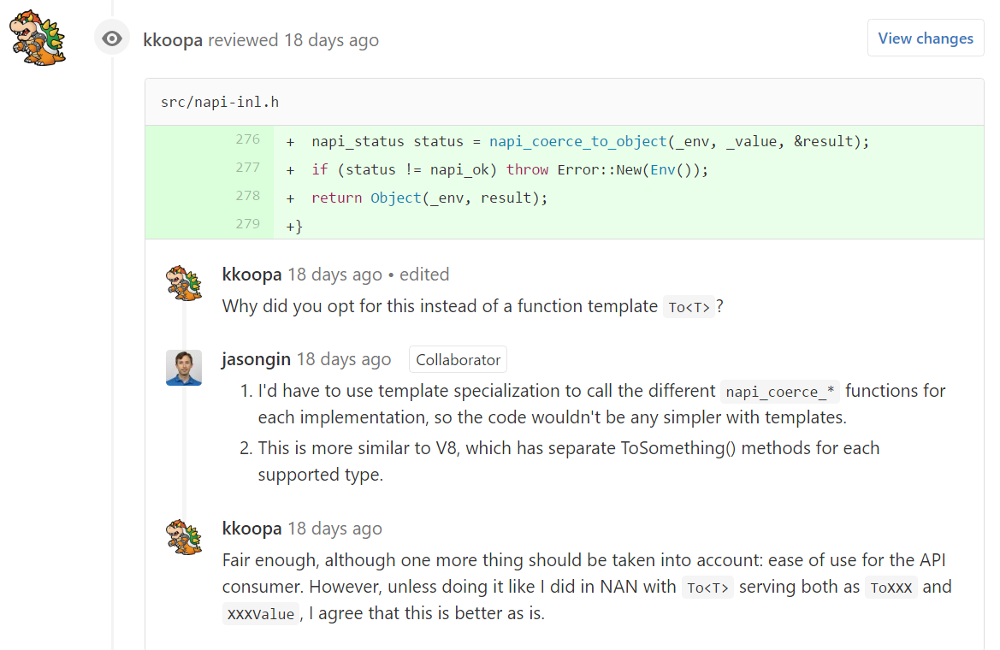 kkoopa reviewed 18 days ago
View changes
src/napi-inl.h
276 + napi_status status = napi_coerce_to_object(_env, _value, &result);
277 + if (status != napi_ok) throw Error::New(Env());
278 + return Object(_env, result);
279 +}
kkoopa 18 days ago • edited
Why did you opt for this instead of a function template To<T> ?
jasongin 18 days ago Collaborator
1. I'd have to use template specialization to call the different napi_coerce_* functions for
each implementation, so the code wouldn't be any simpler with templates.
2. This is more similar to V8, which has separate ToSomething() methods for each
supported type.
kkoopa 18 days ago
Fair enough, although one more thing should be taken into account: ease of use for the API
consumer. However, unless doing it like I did in NAN with To<T> serving both as ToXXX and
XXXValue , I agree that this is better as is.